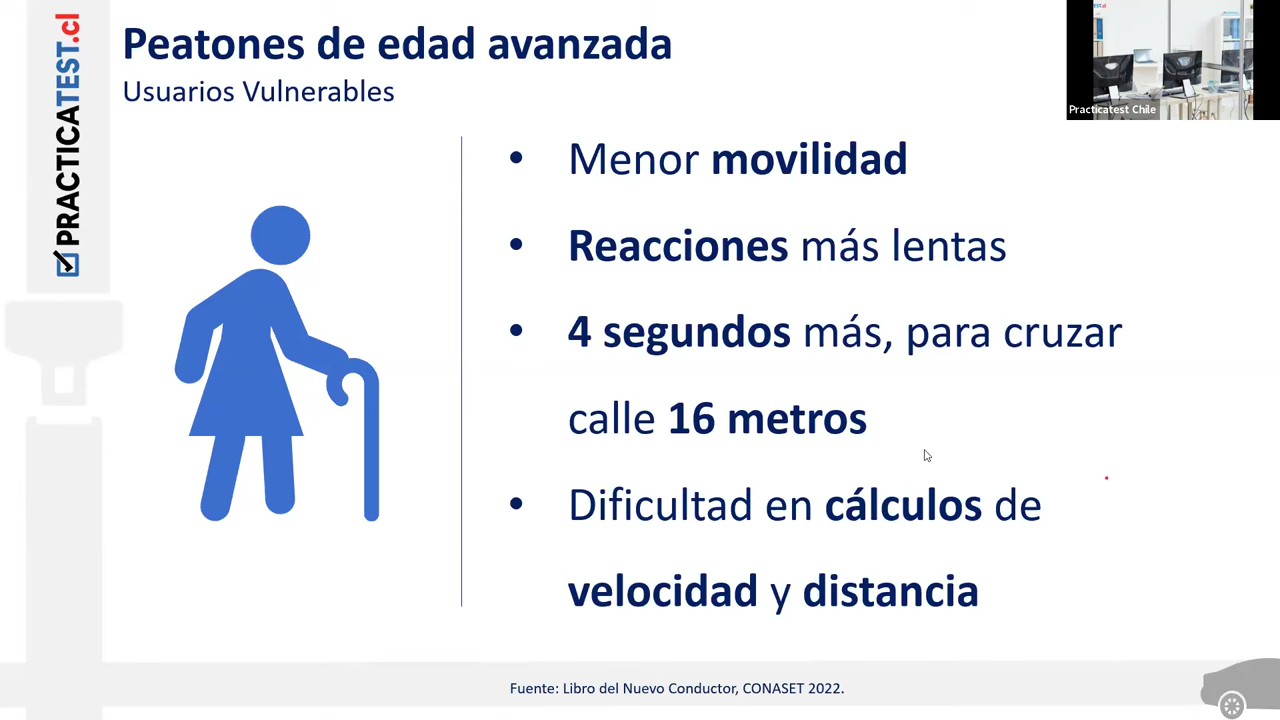 PRACTICATEST.cl
Peatones de edad avanzada
Usuarios Vulnerables
Practicatest Chile
• Menor movilidad
• Reacciones más lentas
• 4 segundos más, para cruzar
calle 16 metros
• Dificultad en cálculos de
velocidad y distancia
Fuente: Libro del Nuevo Conductor, CONASET 2022.